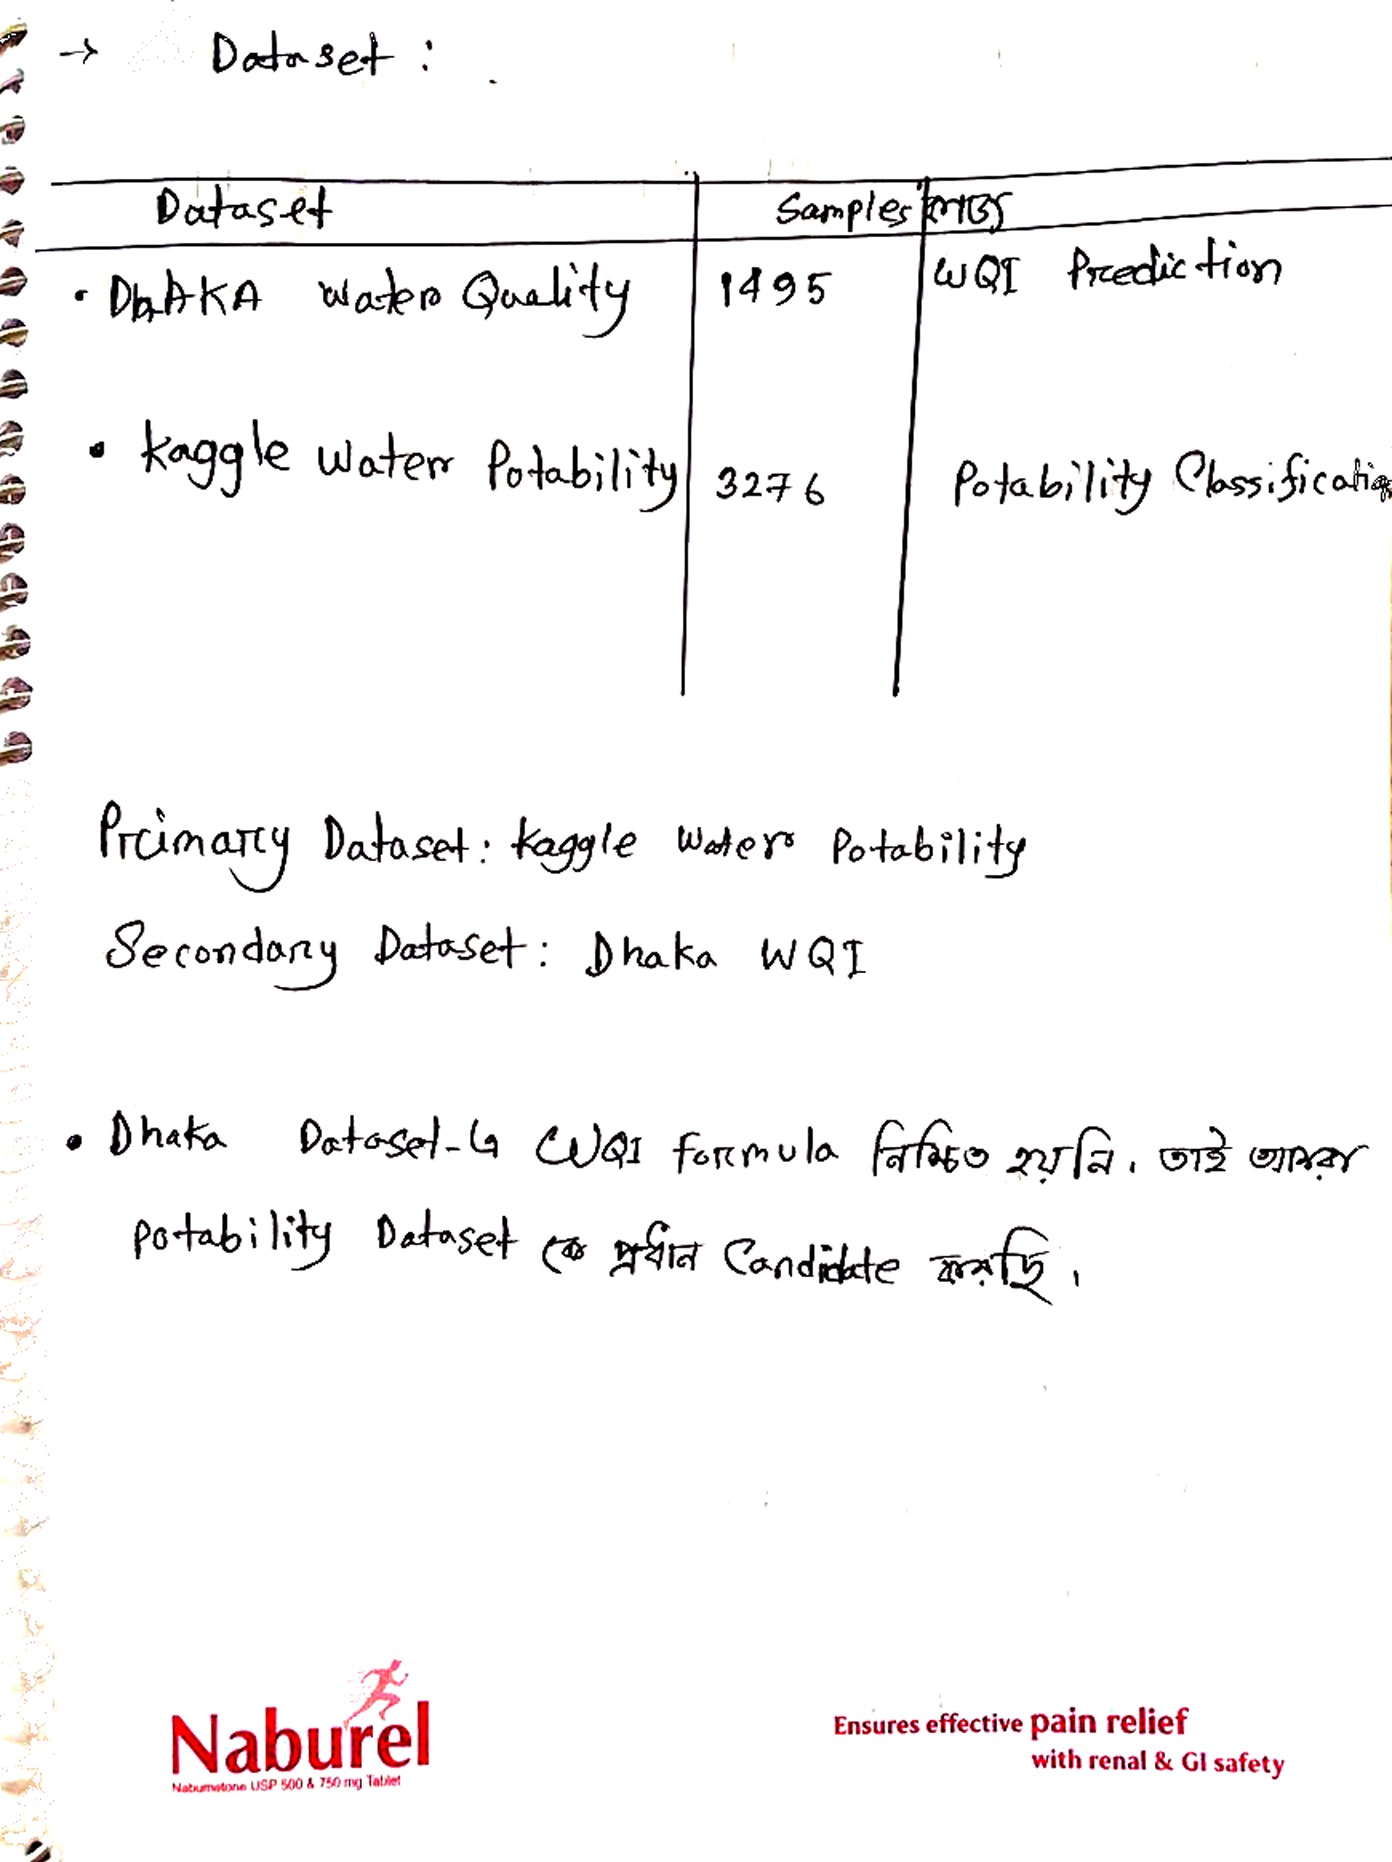 → Dataset :
Dataset Samples কাজ
• DhAKA Water Quality 1495 WQI Prediction
• Kaggle Water Potability 3276 Potability Classification
Primary Dataset: Kaggle Water Potability
Secondary Dataset: Dhaka WQI
• Dhaka Dataset-এ WQI formula নিশ্চিত হয়নি। তাই আমরা
Potability Dataset কে প্রধান Candidate করছি।
Naburel
Nabumetone USP 500 & 750 mg Tablet
Ensures effective pain relief
with renal & GI safety